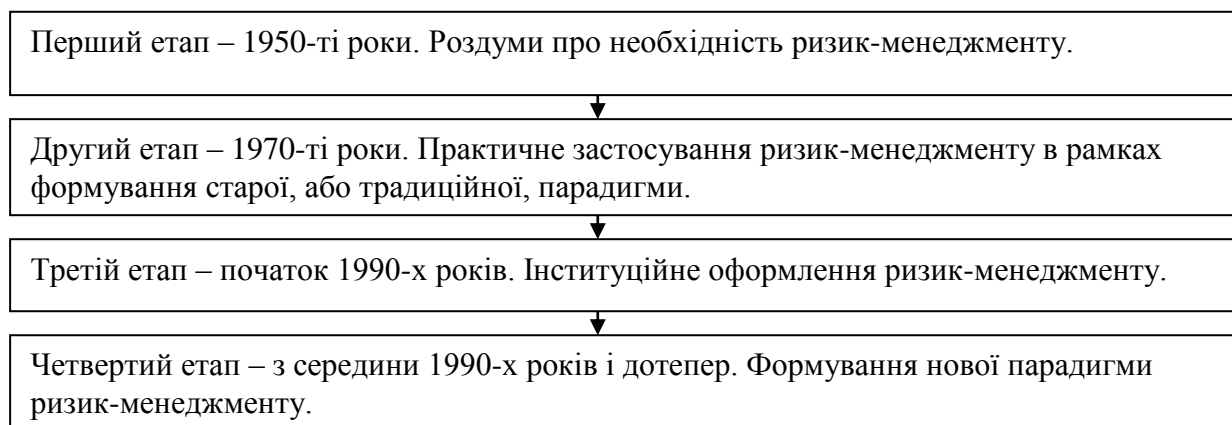 Перший етап – 1950-ті роки. Роздуми про необхідність ризик-менеджменту.
Другий етап – 1970-ті роки. Практичне застосування ризик-менеджменту в рамках
формування старої, або традиційної, парадигми.
Третій етап – початок 1990-х років. Інституційне оформлення ризик-менеджменту.
Четвертий етап – з середини 1990-х років і дотепер. Формування нової парадигми
ризик-менеджменту.